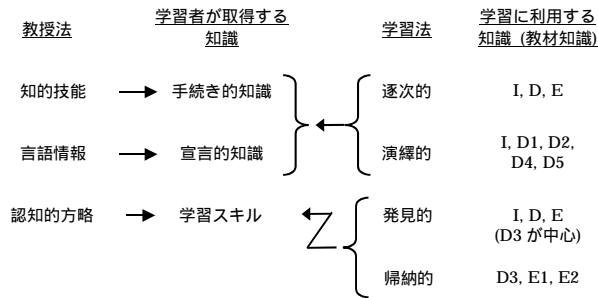 教授法
学習者が取得する
知識
学習法
学習に利用する
知識 (教材知識)
知的技能
手続き的知識
逐次的
I, D, E
言語情報
宣言的知識
演繹的
I, D1, D2,
D4, D5
認知的方略
学習スキル
発見的
I, D, E
(D3 が中心)
帰納的
D3, E1, E2